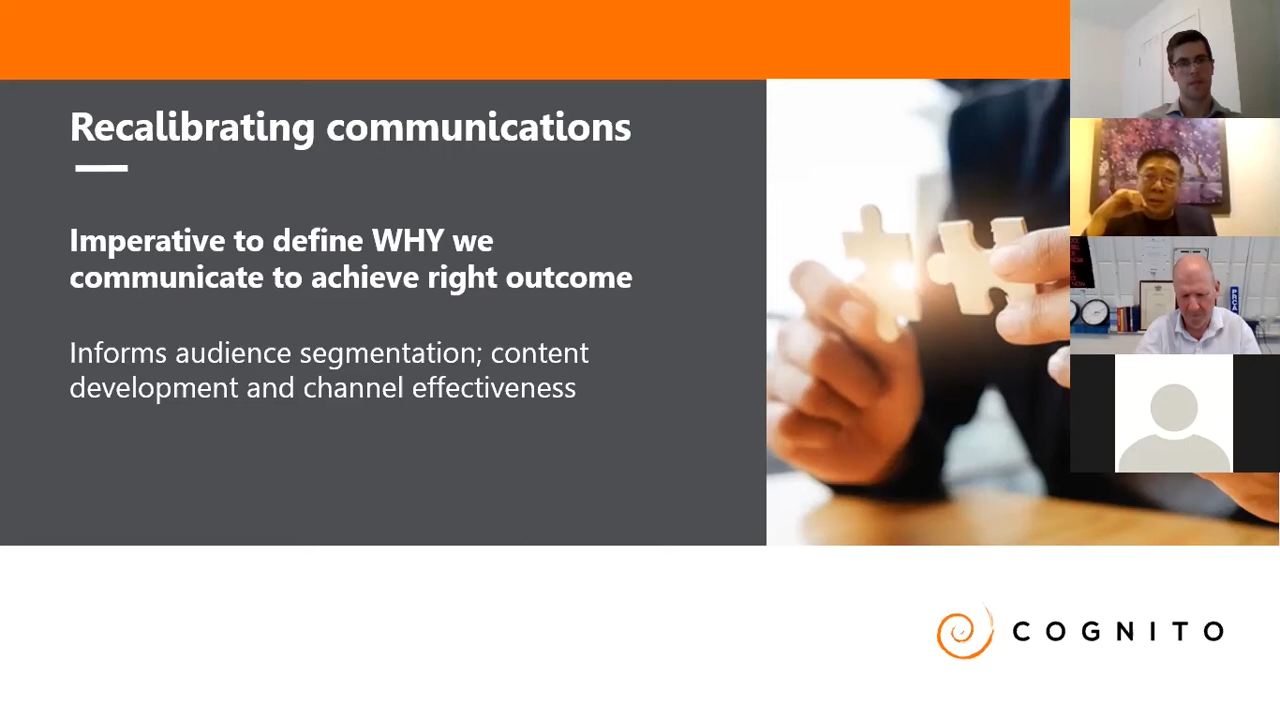 Recalibrating communications
Imperative to define WHY we
communicate to achieve right outcome
Informs audience segmentation; content
development and channel effectiveness
PRCA
COGNITO